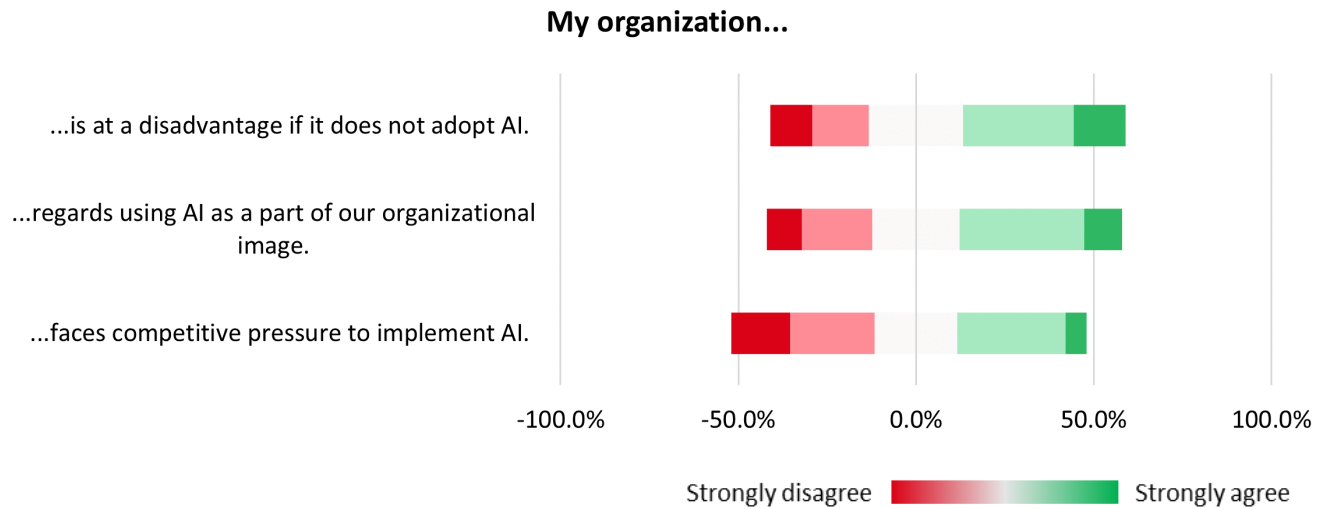 My organization...
...is at a disadvantage if it does not adopt AI.
...regards using AI as a part of our organizational
image.
...faces competitive pressure to implement AI.
-100.0%
-50.0%
0.0%
50.0%
100.0%
Strongly disagree
Strongly agree